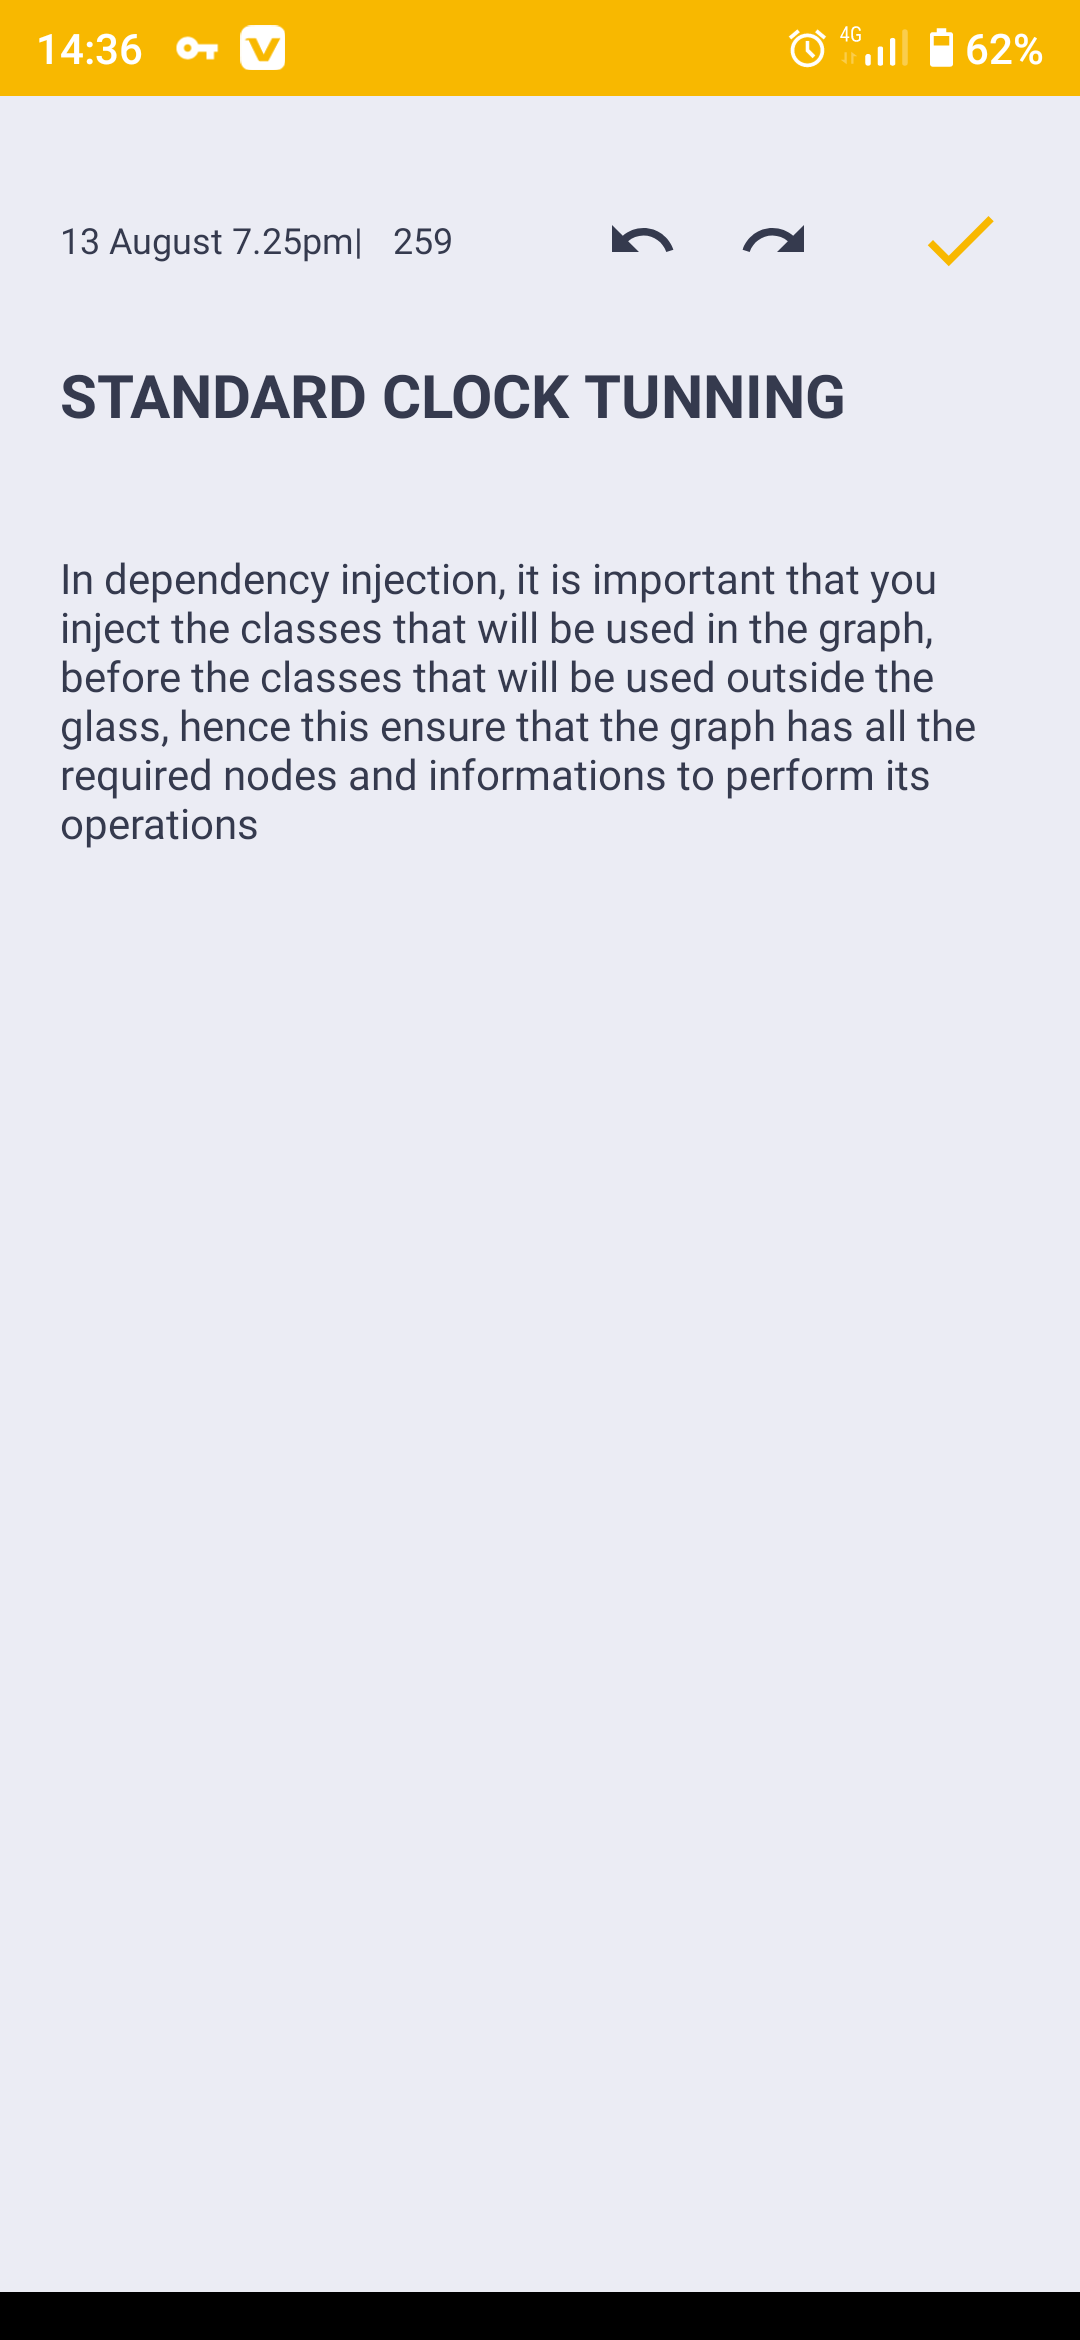 14:36 V 4G 62%
13 August 7.25pm| 259
STANDARD CLOCK TUNNING
In dependency injection, it is important that you
inject the classes that will be used in the graph,
before the classes that will be used outside the
glass, hence this ensure that the graph has all the
required nodes and informations to perform its
operations